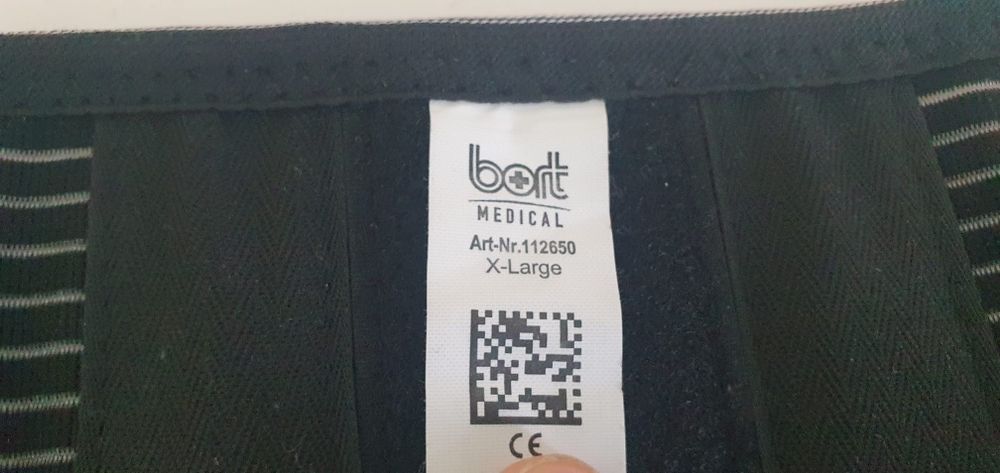 bort
MEDICAL
Art-Nr.112650
X-Large
CE